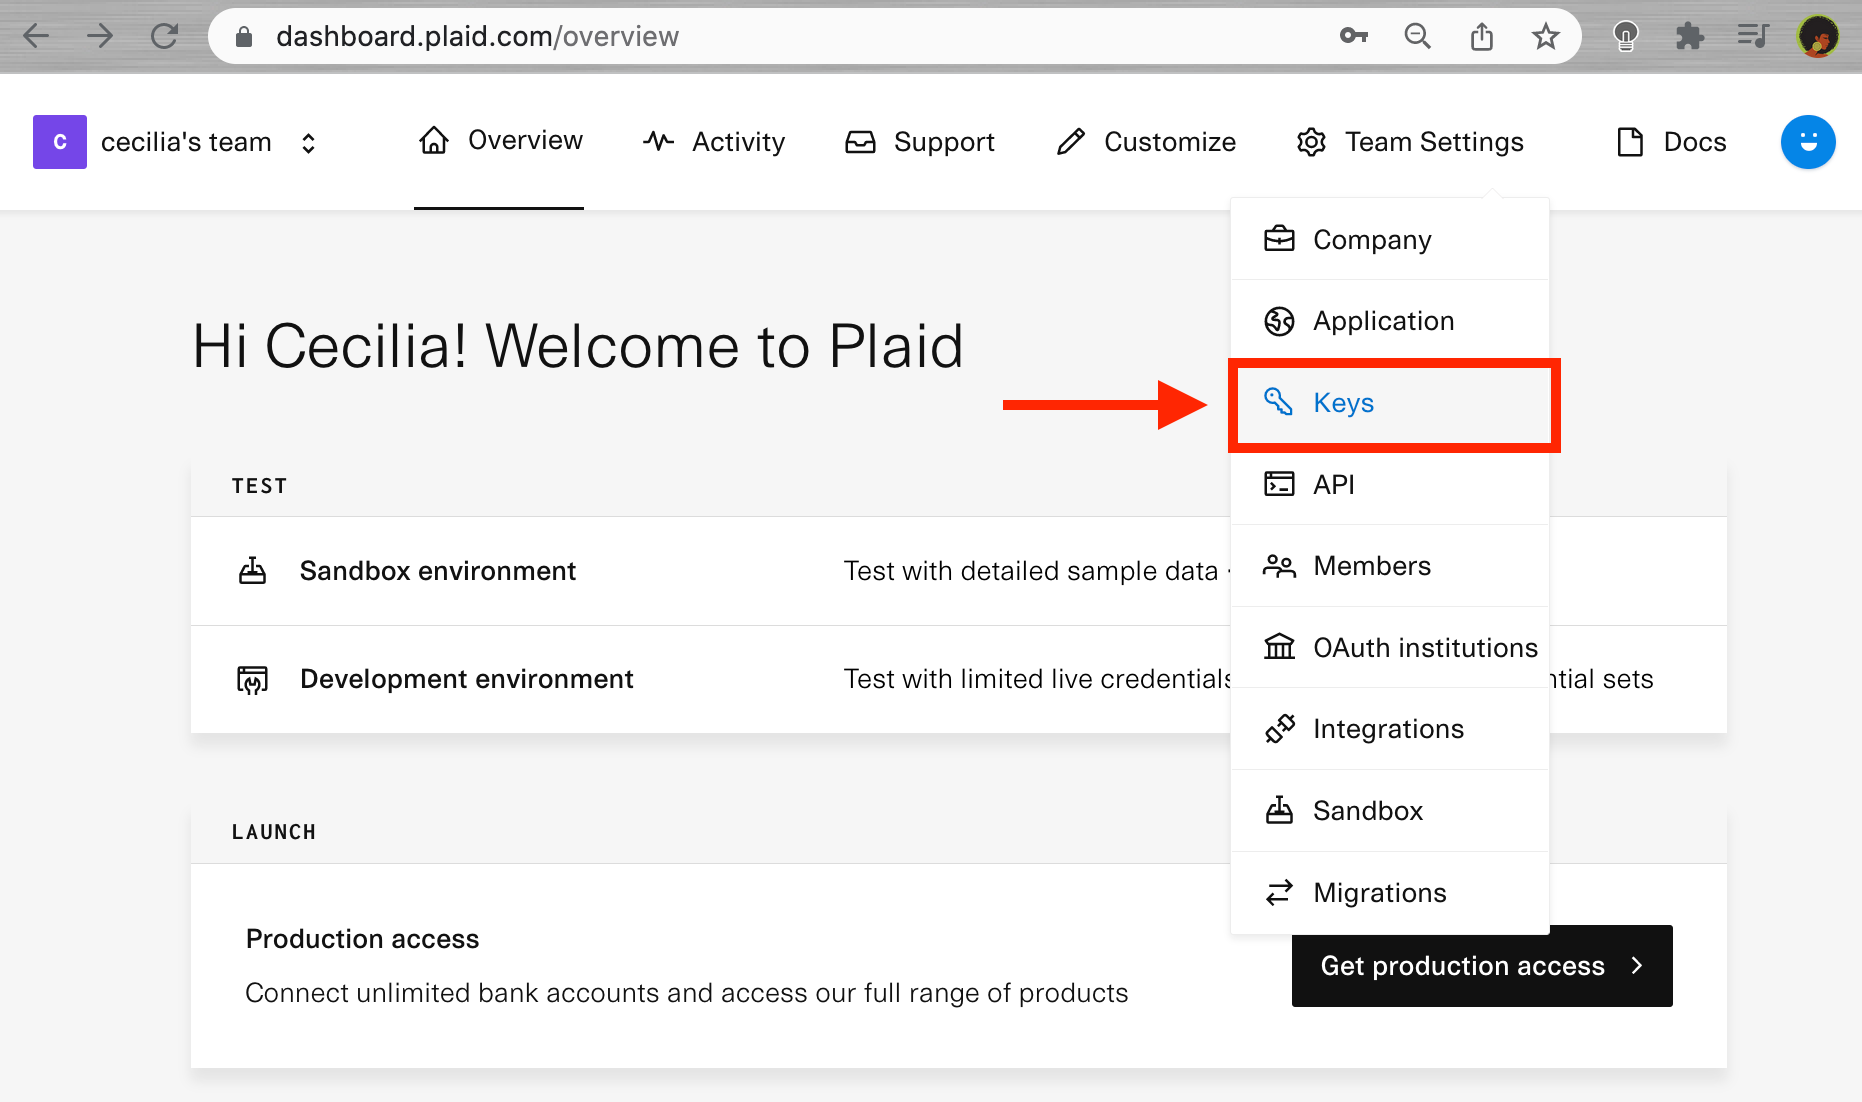 dashboard.plaid.com/overview
C
cecilia's team
Overview
Activity
Support
Customize
Team Settings
Docs
Company
Application
Keys
API
Members
OAuth institutions
Integrations
Sandbox
Migrations
Hi Cecilia! Welcome to Plaid
TEST
Sandbox environment
Test with detailed sample data
Development environment
Test with limited live credentials
sets
LAUNCH
Production access
Connect unlimited bank accounts and access our full range of products
Get production access